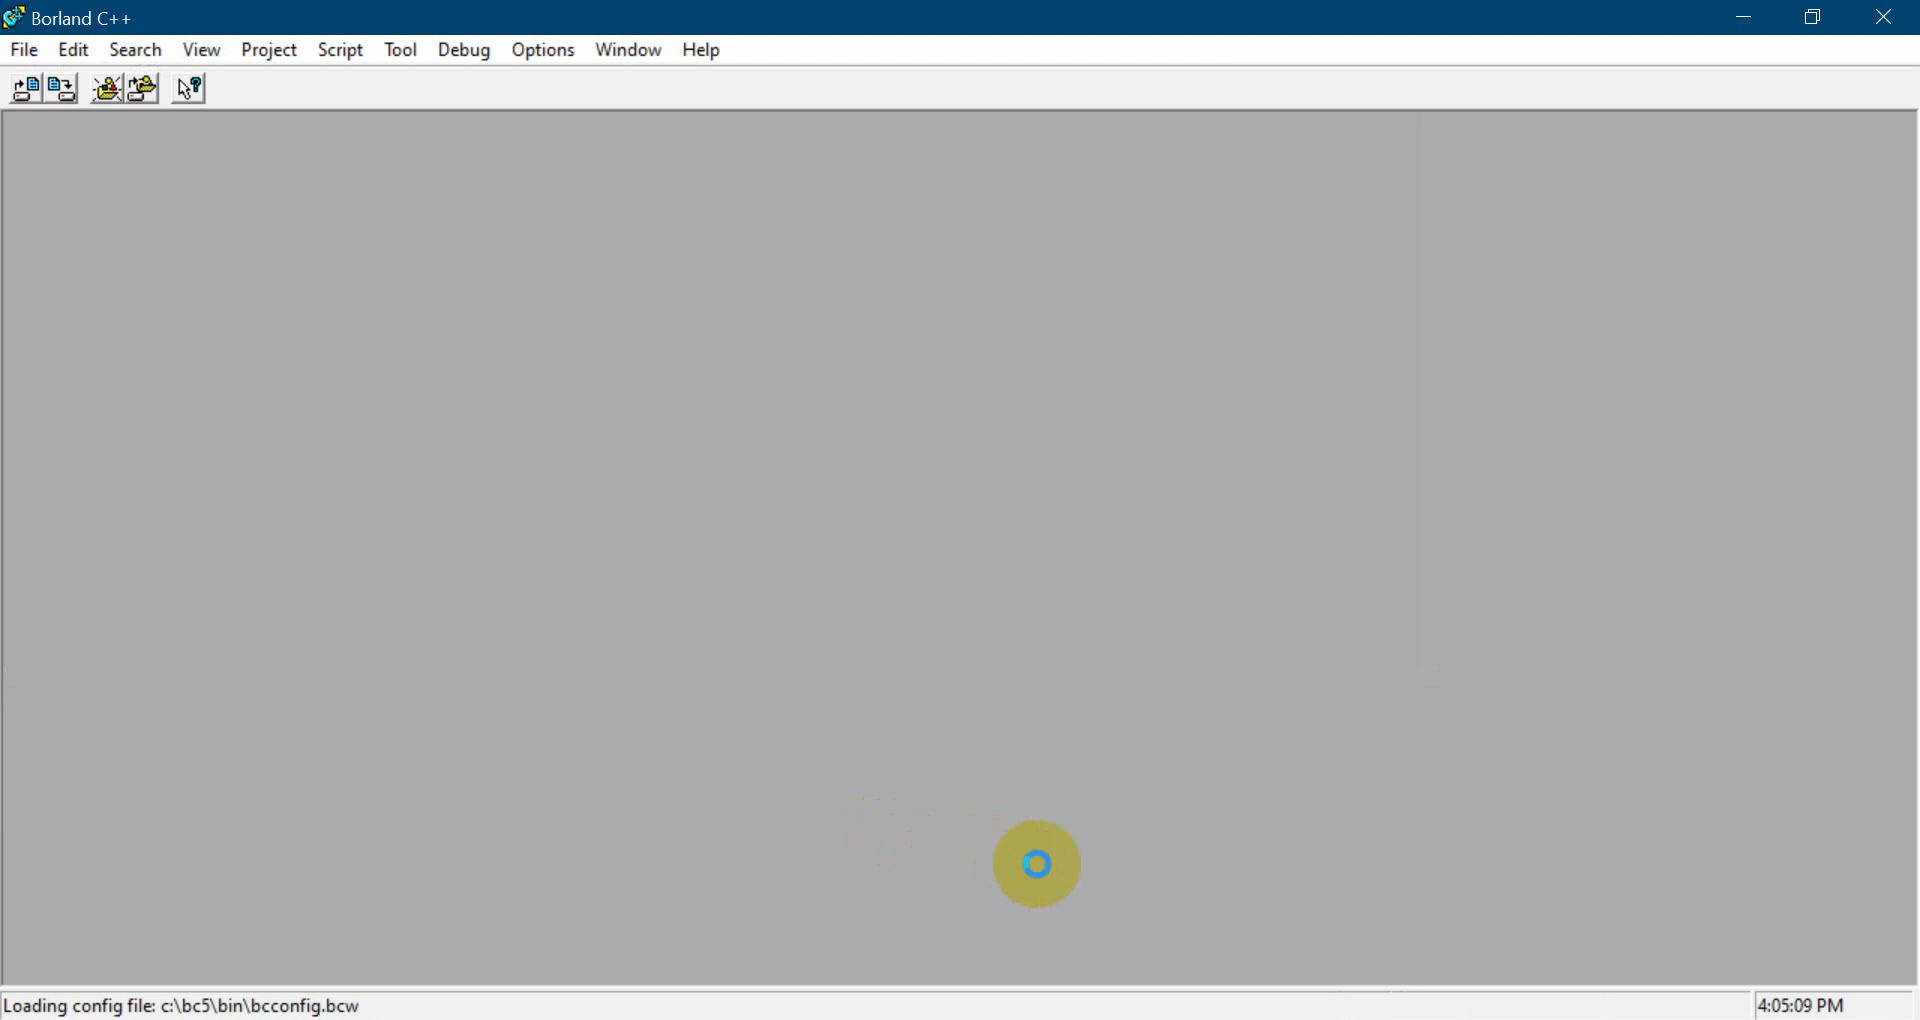 Borland C++
File Edit Search View Project Script Tool Debug Options Window Help
Loading config file: c:\bc5\bin\bcconfig.bcw
4:05:09 PM